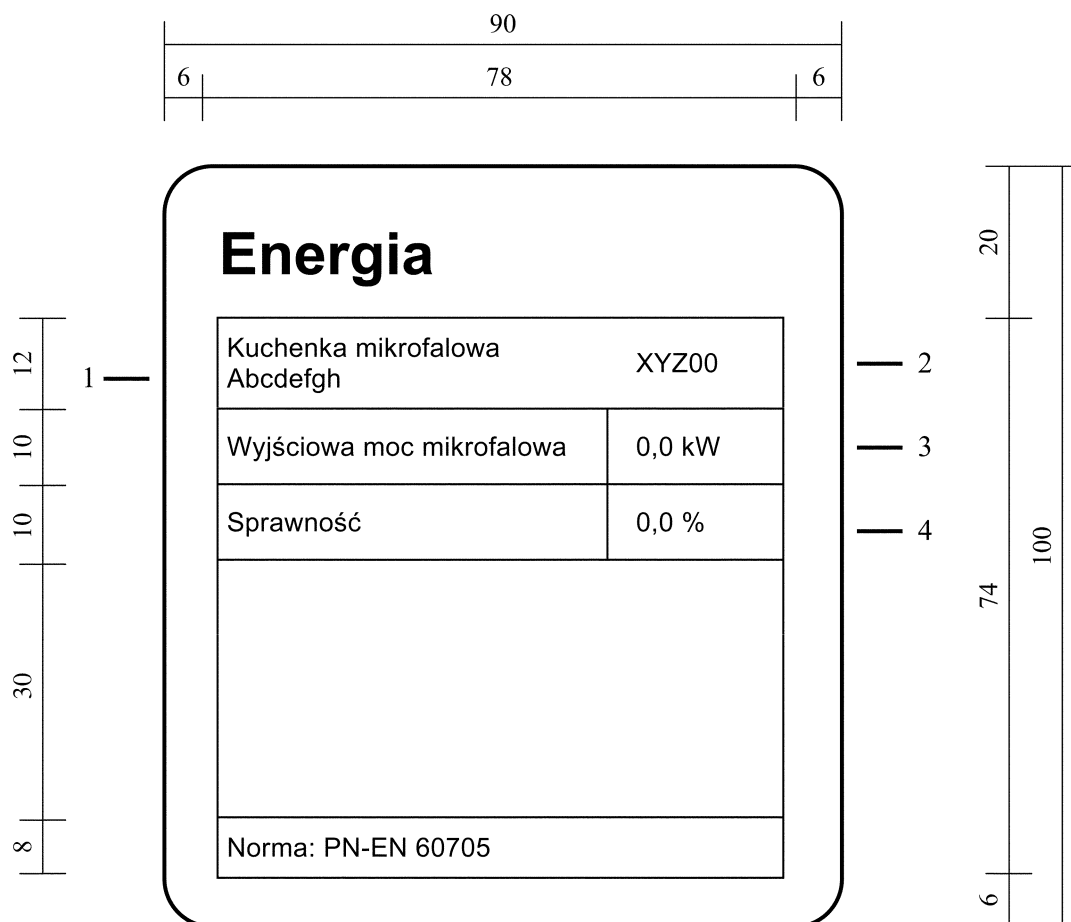 90
6 78 6
Energia
20
Kuchenka mikrofalowa
Abcdefgh
XYZ00
12
1
2
Wyjściowa moc mikrofalowa 0,0 kW
10
3
Sprawność 0,0 %
10
4
100
74
30
Norma: PN-EN 60705
8
6